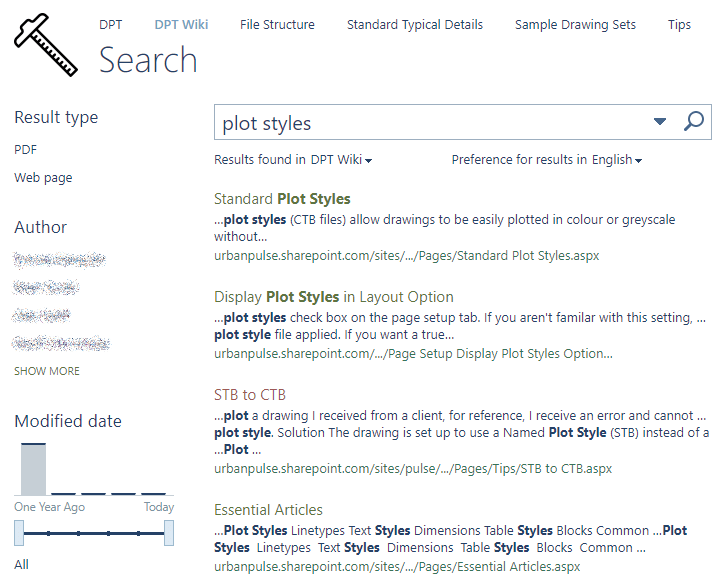 DPT DPT Wiki File Structure Standard Typical Details Sample Drawing Sets Tips
Search
Result type
PDF
Web page
Author
SHOW MORE
Modified date
One Year Ago Today
All
plot styles
Results found in DPT Wiki Preference for results in English
Standard Plot Styles
...plot styles (CTB files) allow drawings to be easily plotted in colour or greyscale
without...
urbanpulse.sharepoint.com/sites/.../Pages/Standard Plot Styles.aspx
Display Plot Styles in Layout Option
...plot styles check box on the page setup tab. If you aren't familar with this setting, ...
plot style file applied. If you want a true...
urbanpulse.sharepoint.com/.../Page Setup Display Plot Styles Option...
STB to CTB
...plot a drawing I received from a client, for reference, I receive an error and cannot ...
plot style. Solution The drawing is set up to use a Named Plot Style (STB) instead of a
...Plot ...
urbanpulse.sharepoint.com/sites/pulse/.../Pages/Tips/STB to CTB.aspx
Essential Articles
...Plot Styles Linetypes Text Styles Dimensions Table Styles Blocks Common ...Plot
Styles Linetypes Text Styles Dimensions Table Styles Blocks Common ...
urbanpulse.sharepoint.com/sites/.../Pages/Essential Articles.aspx